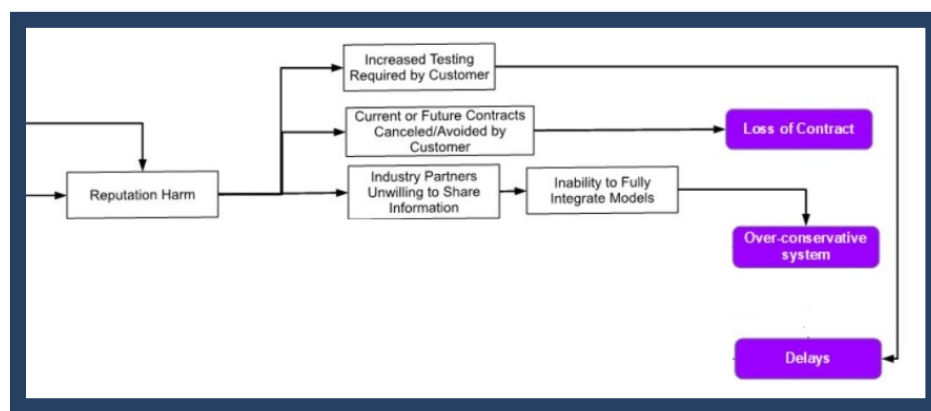 Increased Testing
Required by Customer
Current or Future Contracts
Canceled/Avoided by
Customer
Loss of Contract
Reputation Harm
Industry Partners
Unwilling to Share
Information
Inability to Fully
Integrate Models
Over-conservative
system
Delays